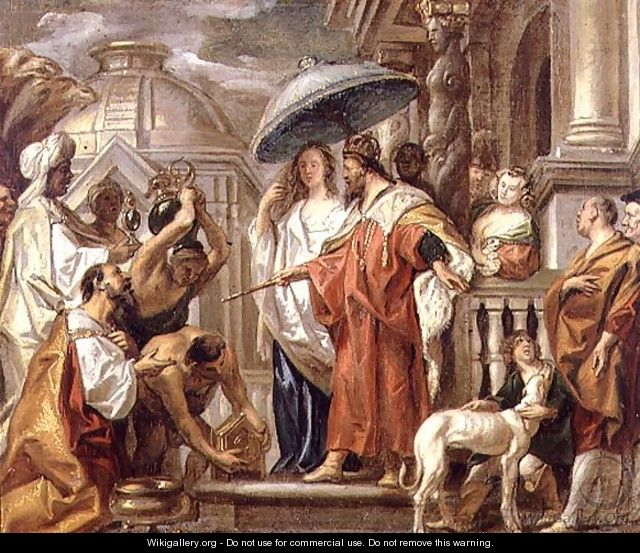 Wikigallery.org - Do not use for commercial use. Do not remove this warning.